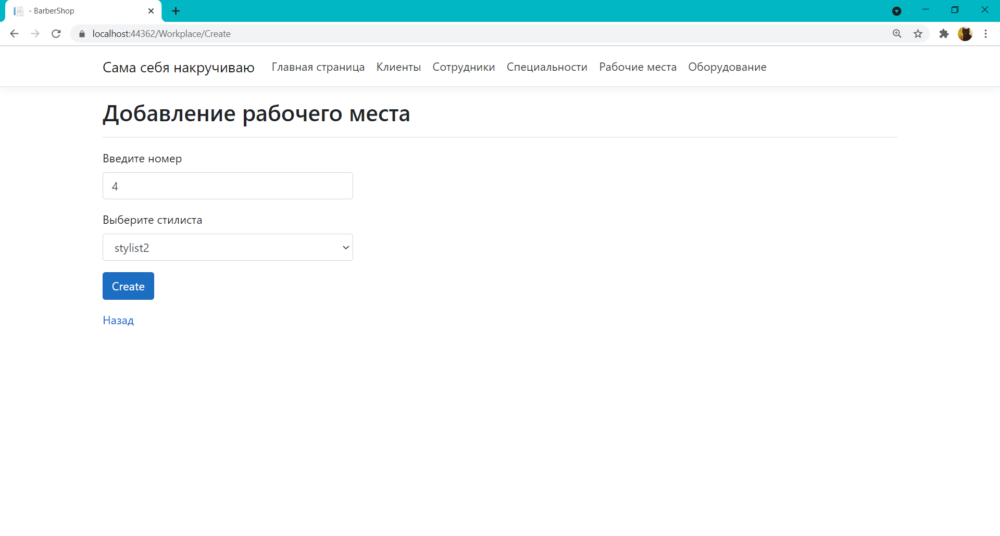 - BarberShop
localhost:44362/Workplace/Create
Сама себя накручиваю Главная страница Клиенты Сотрудники Специальности Рабочие места Оборудование
Добавление рабочего места
Введите номер
4
Выберите стилиста
stylist2
Create
Назад